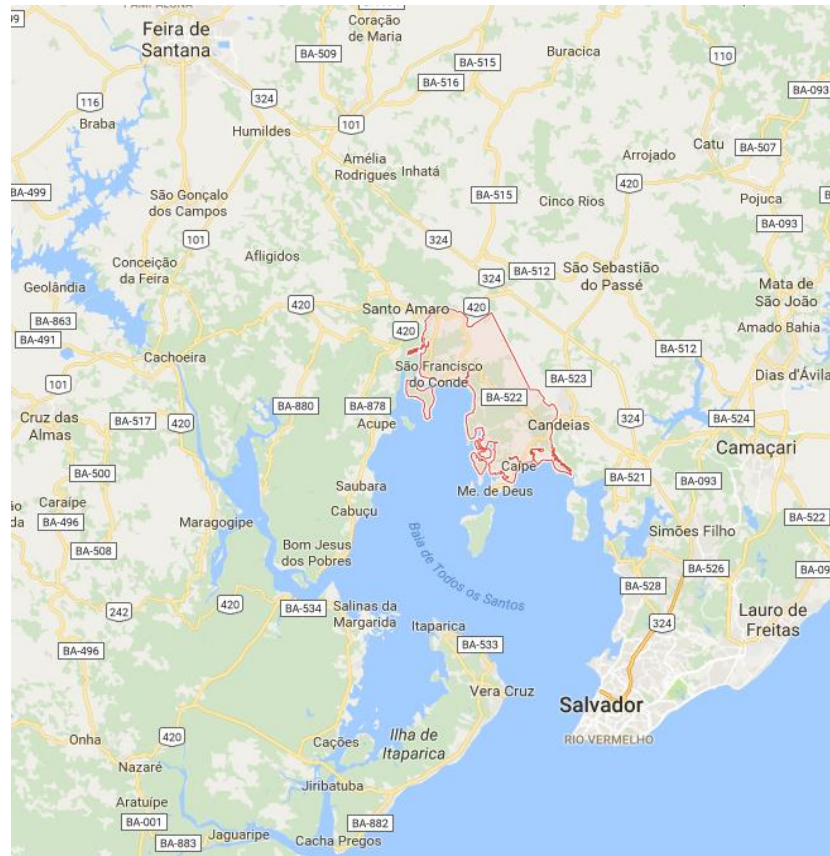 Feira de
Santana
Coração
de Maria
BA-509
BA-515
BA-516
Buracica
110
BA-093
116
Braba
324
101
Humildes
Amélia
Rodrigues
Inhatá
Arrojado
Catu
BA-507
BA-499
São Gonçalo
dos Campos
BA-515
420
Cinco Rios
Pojuca
BA-093
101
324
Conceição
da Feira
Afligidos
324
BA-512
São Sebastião
do Passé
Geolândia
Mata de
São João
420
Santo Amaro
420
BA-863
BA-491
420
Amado Bahia
Cachoeira
São Francisco
do Conde
BA-512
101
BA-523
Dias d'Ávila
BA-522
Cruz das
Almas
BA-517
420
BA-880
BA-878
Acupe
Candeias
324
BA-524
Camaçari
BA-500
Caipe
Saubara
Me. de Deus
BA-521
BA-093
Caraípe
BA-496
Maragogipe
Cabuçu
BA-522
Simões Filho
BA-508
Bom Jesus
dos Pobres
Baia de Todos os Santos
BA-526
BA-528
242
420
BA-534
Salinas da
Margarida
Itaparica
324
Lauro de
Freitas
BA-496
BA-533
Vera Cruz
Salvador
RIO VERMELHO
Onha
420
Cações
Ilha de
Itaparica
Nazaré
Jiribatuba
Aratuípe
BA-001
BA-883
Jaguaripe
BA-882
Cacha Pregos